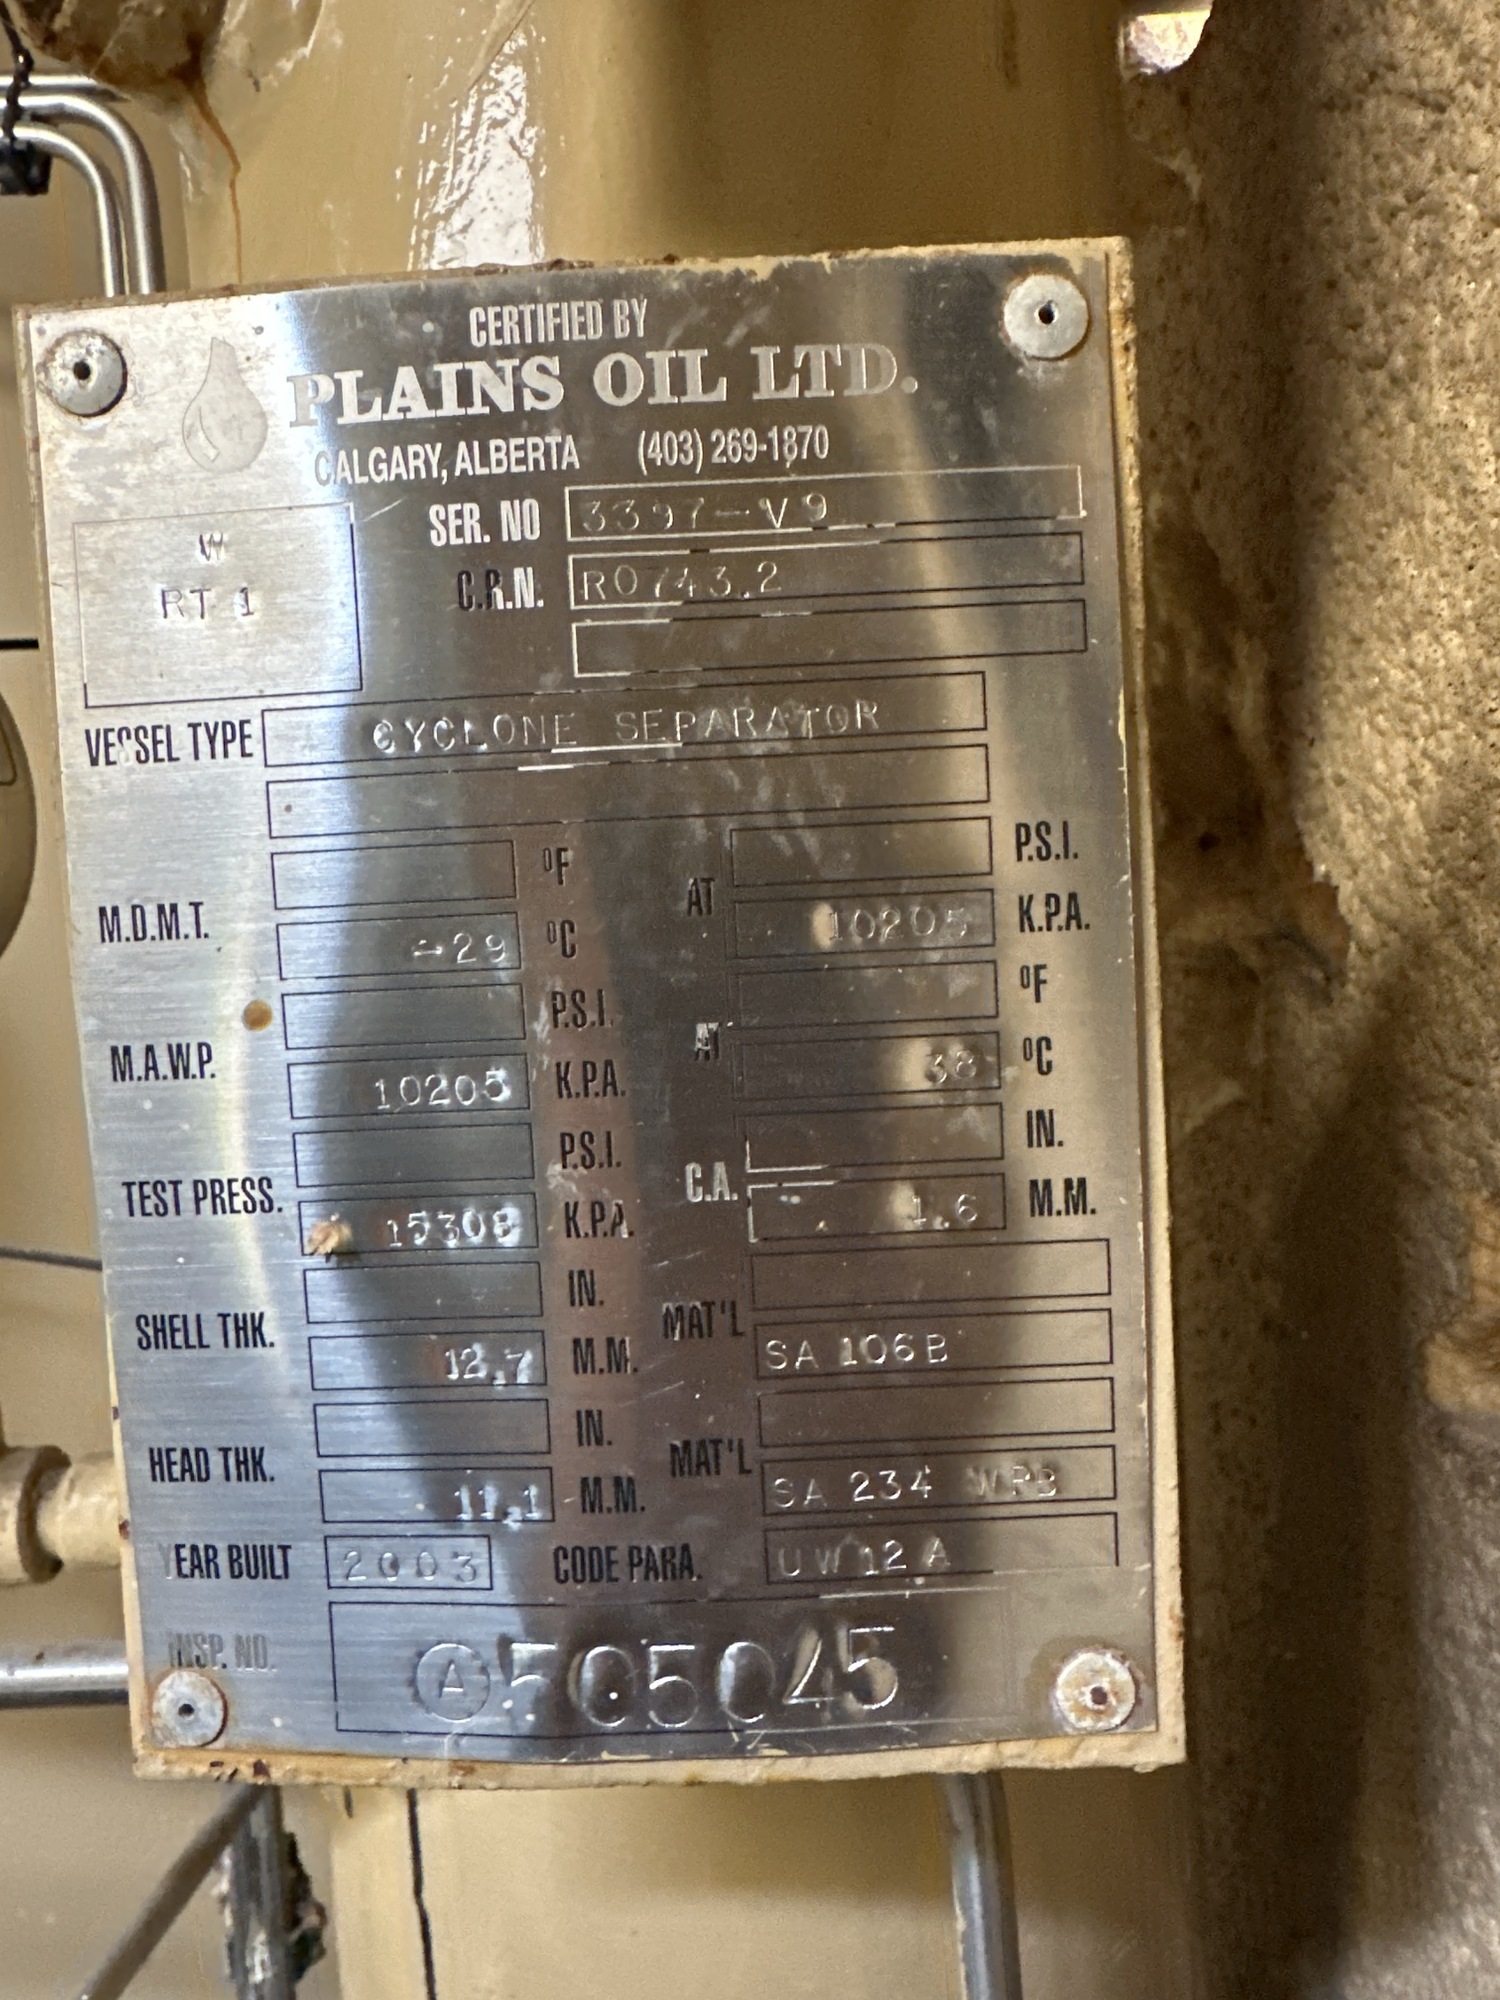 CERTIFIED BY
PLAINS OIL LTD.
CALGARY, ALBERTA (403) 269-1870
SER. NO 3397-V9
W
RT 1
C.R.N. R0743.2
VESSEL TYPE CYCLONE SEPARATOR
°F AT P.S.I.
M.D.M.T. -29 °C 10205 K.P.A.
P.S.I. AT °F
M.A.W.P. 10205 K.P.A. 38 °C
P.S.I. C.A. IN.
TEST PRESS. 15308 K.P.A. 1.6 M.M.
IN. MAT'L
SHELL THK. 12.7 M.M. SA 106B
IN. MAT'L
HEAD THK. 11.1 M.M. SA 234 WPB
YEAR BUILT 2003 CODE PARA. UW12A
INSP. NO. A 505045